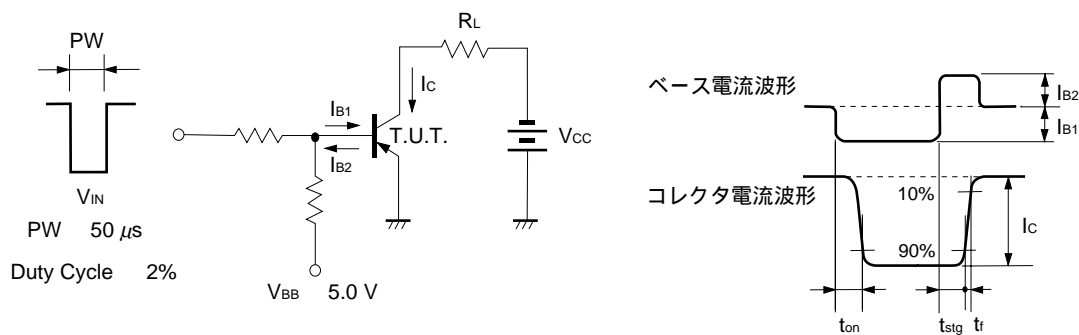 PW
VIN
PW 50 μs
Duty Cycle 2%
RL
IC
IB1
T.U.T.
IB2
VCC
VBB 5.0 V
ベース電流波形
IB2
IB1
コレクタ電流波形
10%
90%
IC
ton
tstg
tf